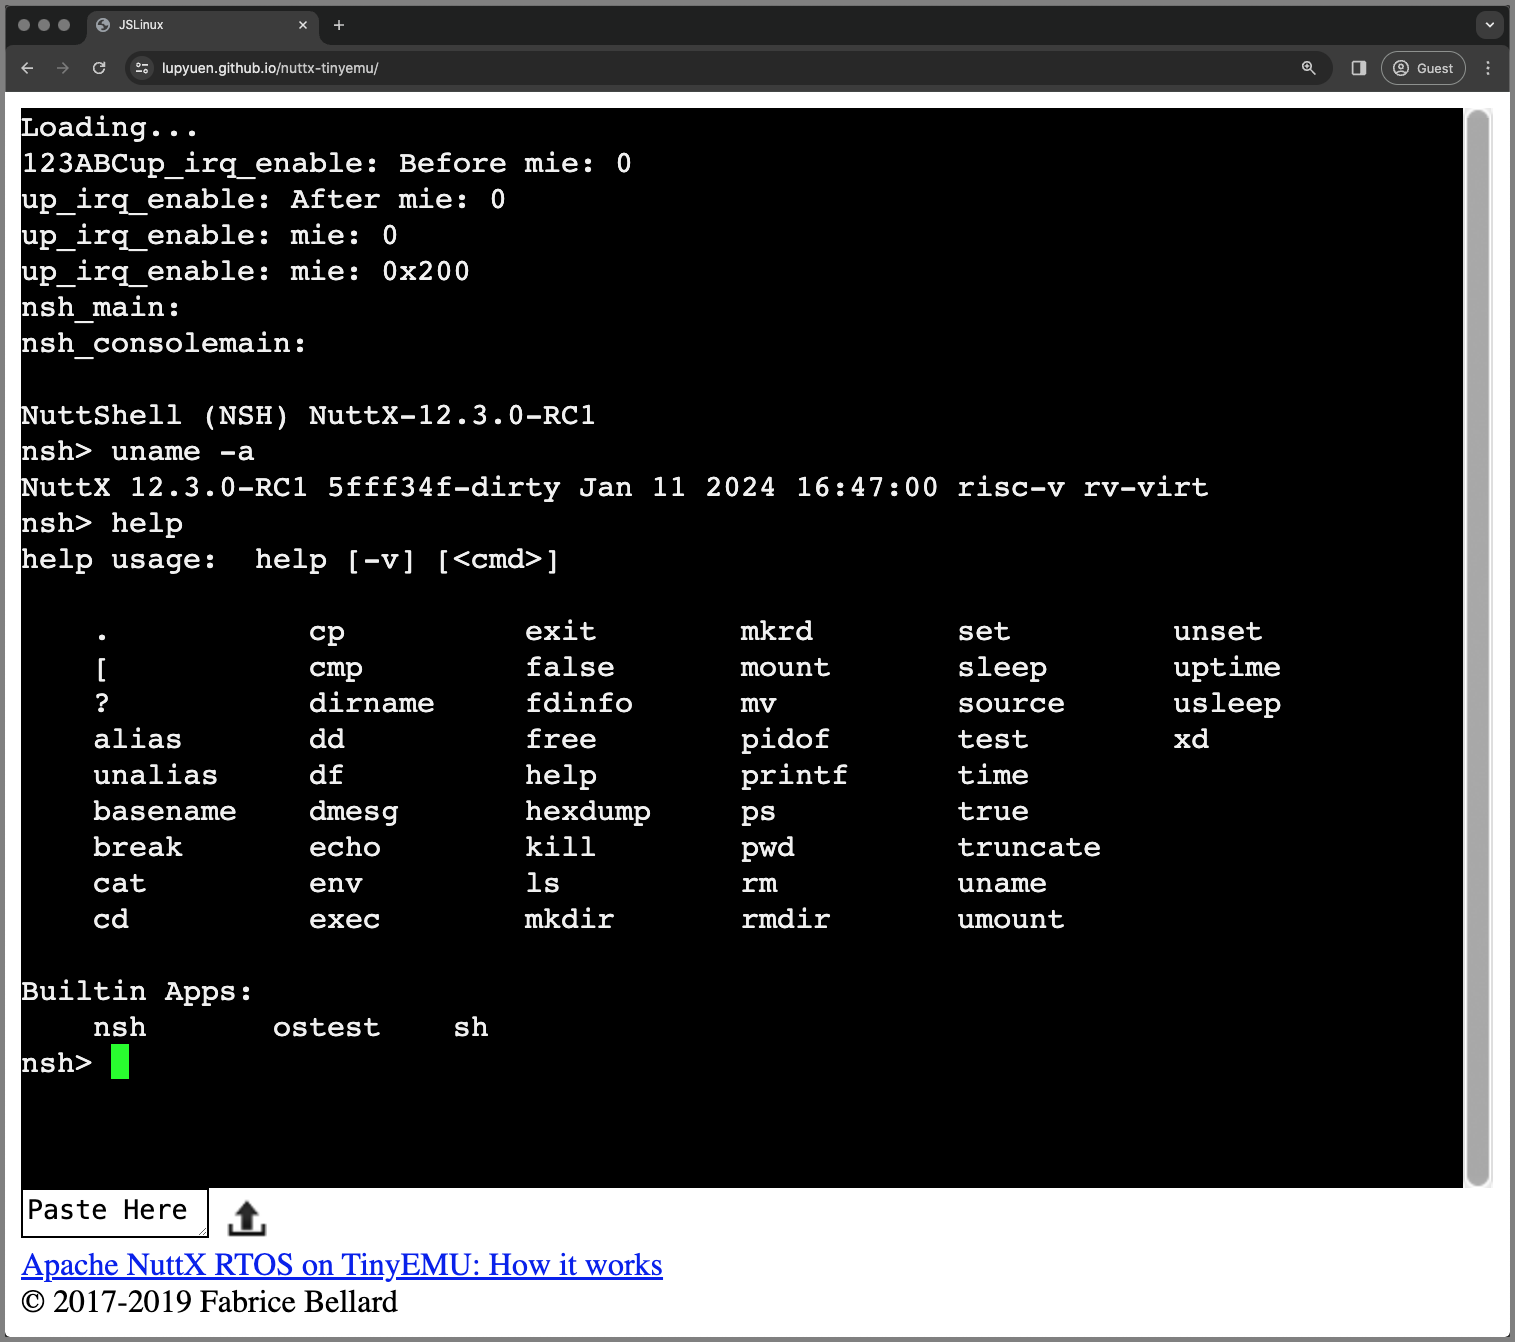 JSLinux
lupyuen.github.io/nuttx-tinyemu/
Guest
Loading...
123ABCup_irq_enable: Before mie: 0
up_irq_enable: After mie: 0
up_irq_enable: mie: 0
up_irq_enable: mie: 0x200
nsh_main:
nsh_consolemain:
NuttShell (NSH) NuttX-12.3.0-RC1
nsh> uname -a
NuttX 12.3.0-RC1 5fff34f-dirty Jan 11 2024 16:47:00 risc-v rv-virt
nsh> help
help usage:  help [-v] [<cmd>]
. cp exit mkrd set unset
[ cmp false mount sleep uptime
? dirname fdinfo mv source usleep
alias dd free pidof test xd
unalias df help printf time
basename dmesg hexdump ps true
break echo kill pwd truncate
cat env ls rm uname
cd exec mkdir rmdir umount
Builtin Apps:
nsh ostest sh
nsh>
Paste Here
Apache NuttX RTOS on TinyEMU: How it works
© 2017-2019 Fabrice Bellard